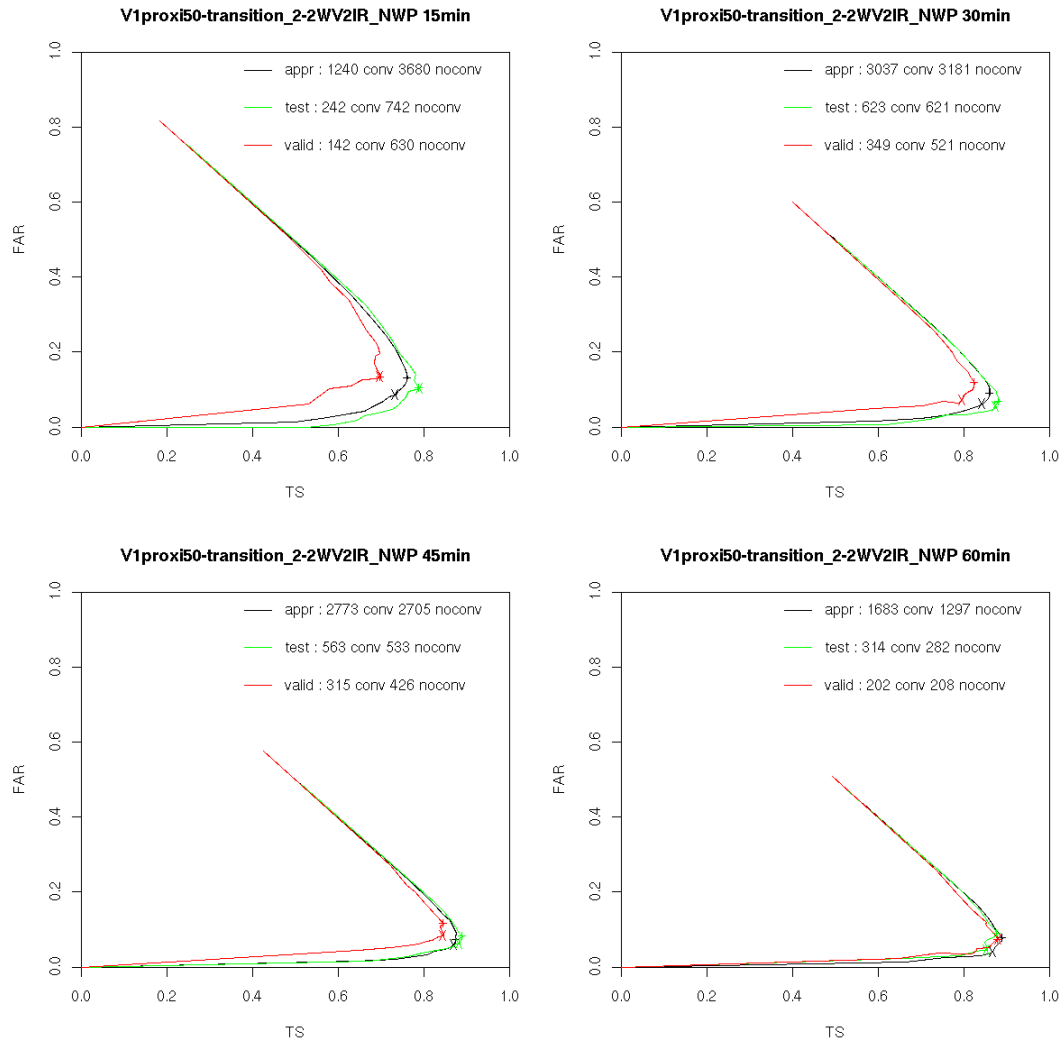 V1proxi50-transition_2-2WV2IR_NWP 15min
appr : 1240 conv 3680 noconv
test : 242 conv 742 noconv
valid : 142 conv 630 noconv
FAR
0.0 0.2 0.4 0.6 0.8 1.0
0.0 0.2 0.4 0.6 0.8 1.0
TS
V1proxi50-transition_2-2WV2IR_NWP 30min
appr : 3037 conv 3181 noconv
test : 623 conv 621 noconv
valid : 349 conv 521 noconv
FAR
0.0 0.2 0.4 0.6 0.8 1.0
0.0 0.2 0.4 0.6 0.8 1.0
TS
V1proxi50-transition_2-2WV2IR_NWP 45min
appr : 2773 conv 2705 noconv
test : 563 conv 533 noconv
valid : 315 conv 426 noconv
FAR
0.0 0.2 0.4 0.6 0.8 1.0
0.0 0.2 0.4 0.6 0.8 1.0
TS
V1proxi50-transition_2-2WV2IR_NWP 60min
appr : 1683 conv 1297 noconv
test : 314 conv 282 noconv
valid : 202 conv 208 noconv
FAR
0.0 0.2 0.4 0.6 0.8 1.0
0.0 0.2 0.4 0.6 0.8 1.0
TS